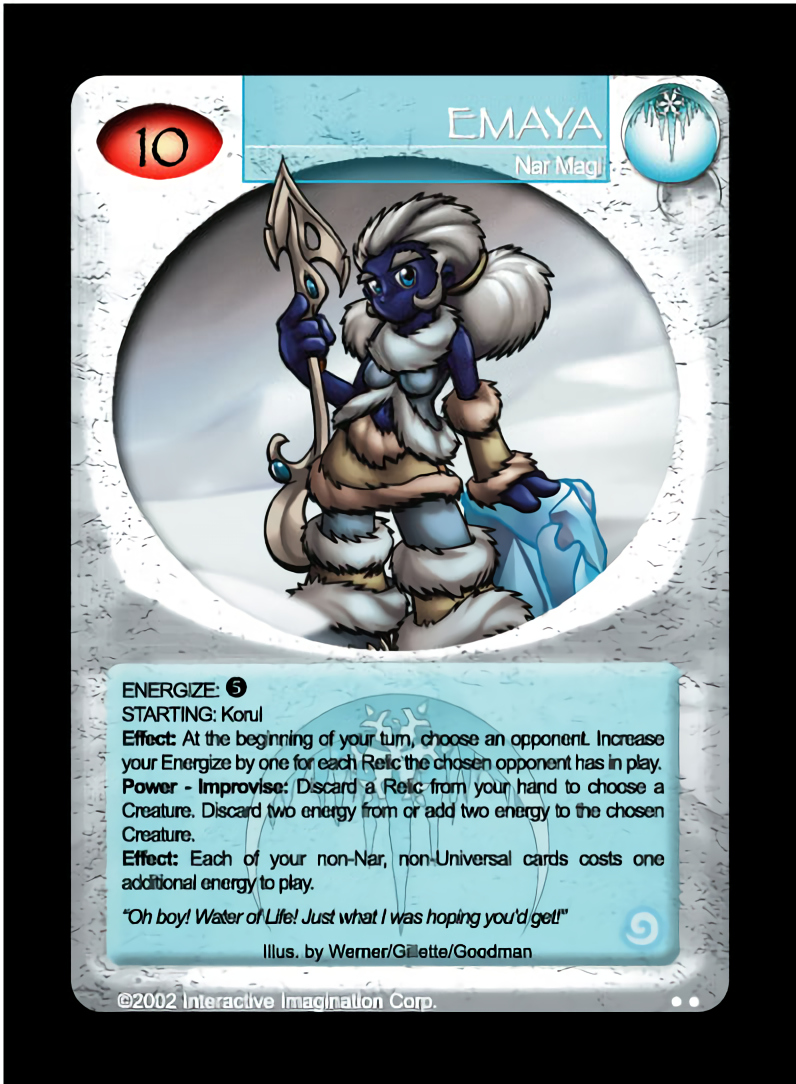 10
EMAYA
Nar Magi
ENERGIZE: 5
STARTING: Korul
Effect: At the beginning of your turn, choose an opponent. Increase
your Energize by one for each Relic the chosen opponent has in play.
Power - Improvise: Discard a Relic from your hand to choose a
Creature. Discard two energy from or add two energy to the chosen
Creature.
Effect: Each of your non-Nar, non-Universal cards costs one
additional energy to play.
"Oh boy! Water of Life! Just what I was hoping you'd get!"
Illus. by Werner/Gillette/Goodman
©2002 Interactive Imagination Corp.